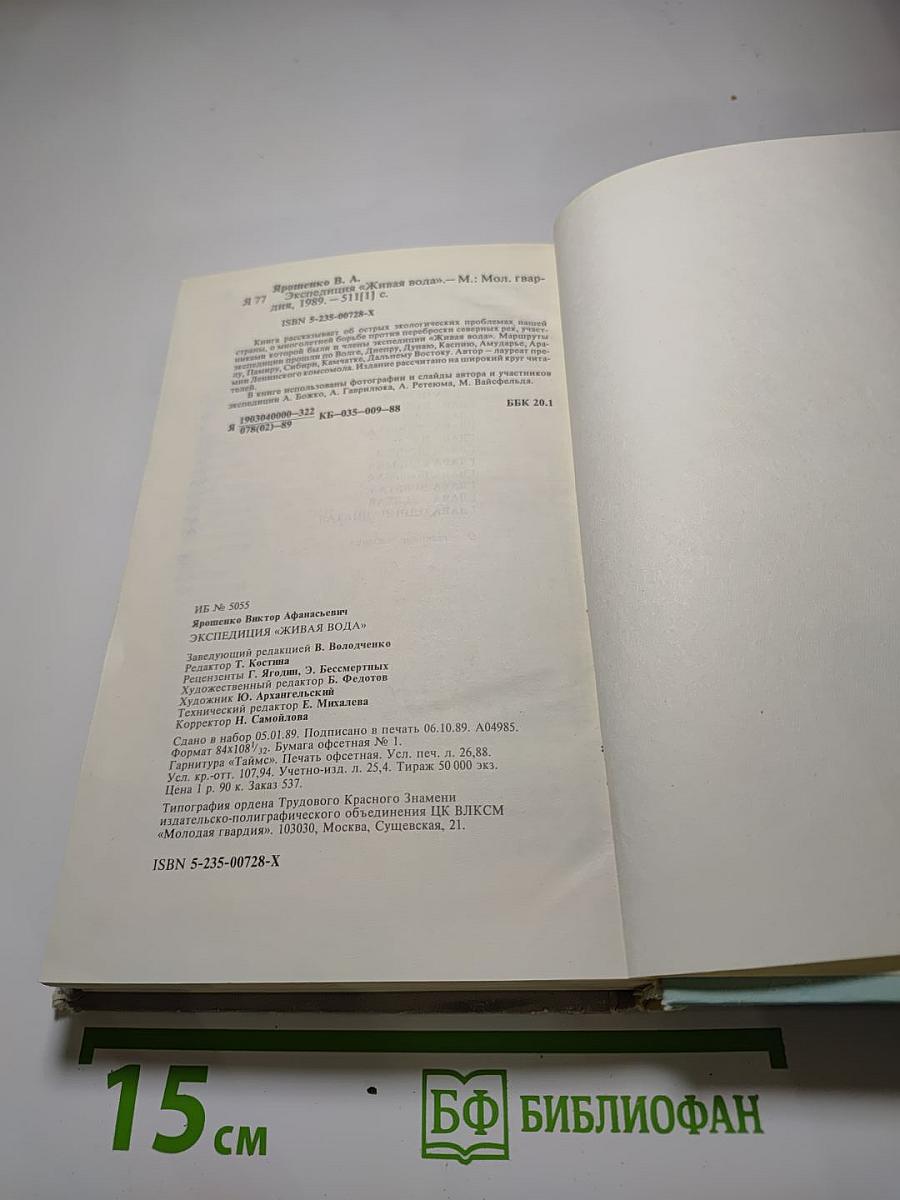 Ярошенко В. А.
Я 77 Экспедиция «Живая вода».— М.: Мол. гвар-
дия, 1989. — 511[1] с.
ISBN 5-235-00728-X
Книга рассказывает об острых экологических проблемах нашей
страны, о многолетней борьбе против переброски северных рек, участ-
никами которой были и члены экспедиции «Живая вода». Маршруты
экспедиции прошли по Волге, Днепру, Дунаю, Каспию, Амударье, Ара-
лу, Памиру, Сибири, Камчатке, Дальнему Востоку. Автор — лауреат пре-
мии Ленинского комсомола. Издание рассчитано на широкий круг чита-
телей.
В книге использованы фотографии и слайды автора и участников
экспедиции А. Божко, А. Гаврилюка, А. Ретеюма, М. Вайсфельда.
Я 1903040000—322 КБ—035—009—88
078(02)—89
ББК 20.1
ИБ № 5055
Ярошенко Виктор Афанасьевич
ЭКСПЕДИЦИЯ «ЖИВАЯ ВОДА»
Заведующий редакцией В. Володченко
Редактор Т. Костина
Рецензенты Г. Ягодин, Э. Бессмертных
Художественный редактор Б. Федотов
Художник Ю. Архангельский
Технический редактор Е. Михалева
Корректор Н. Самойлова
Сдано в набор 05.01.89. Подписано в печать 06.10.89. А04985.
Формат 84x108¹/₃₂. Бумага офсетная № 1.
Гарнитура «Таймс». Печать офсетная. Усл. печ. л. 26,88.
Усл. кр.-отт. 107,94. Учетно-изд. л. 25,4. Тираж 50 000 экз.
Цена 1 р. 90 к. Заказ 537.
Типография ордена Трудового Красного Знамени
издательско-полиграфического объединения ЦК ВЛКСМ
«Молодая гвардия». 103030, Москва, Сущевская, 21.
ISBN 5-235-00728-X
15 см
БФ БИБЛИОФАН